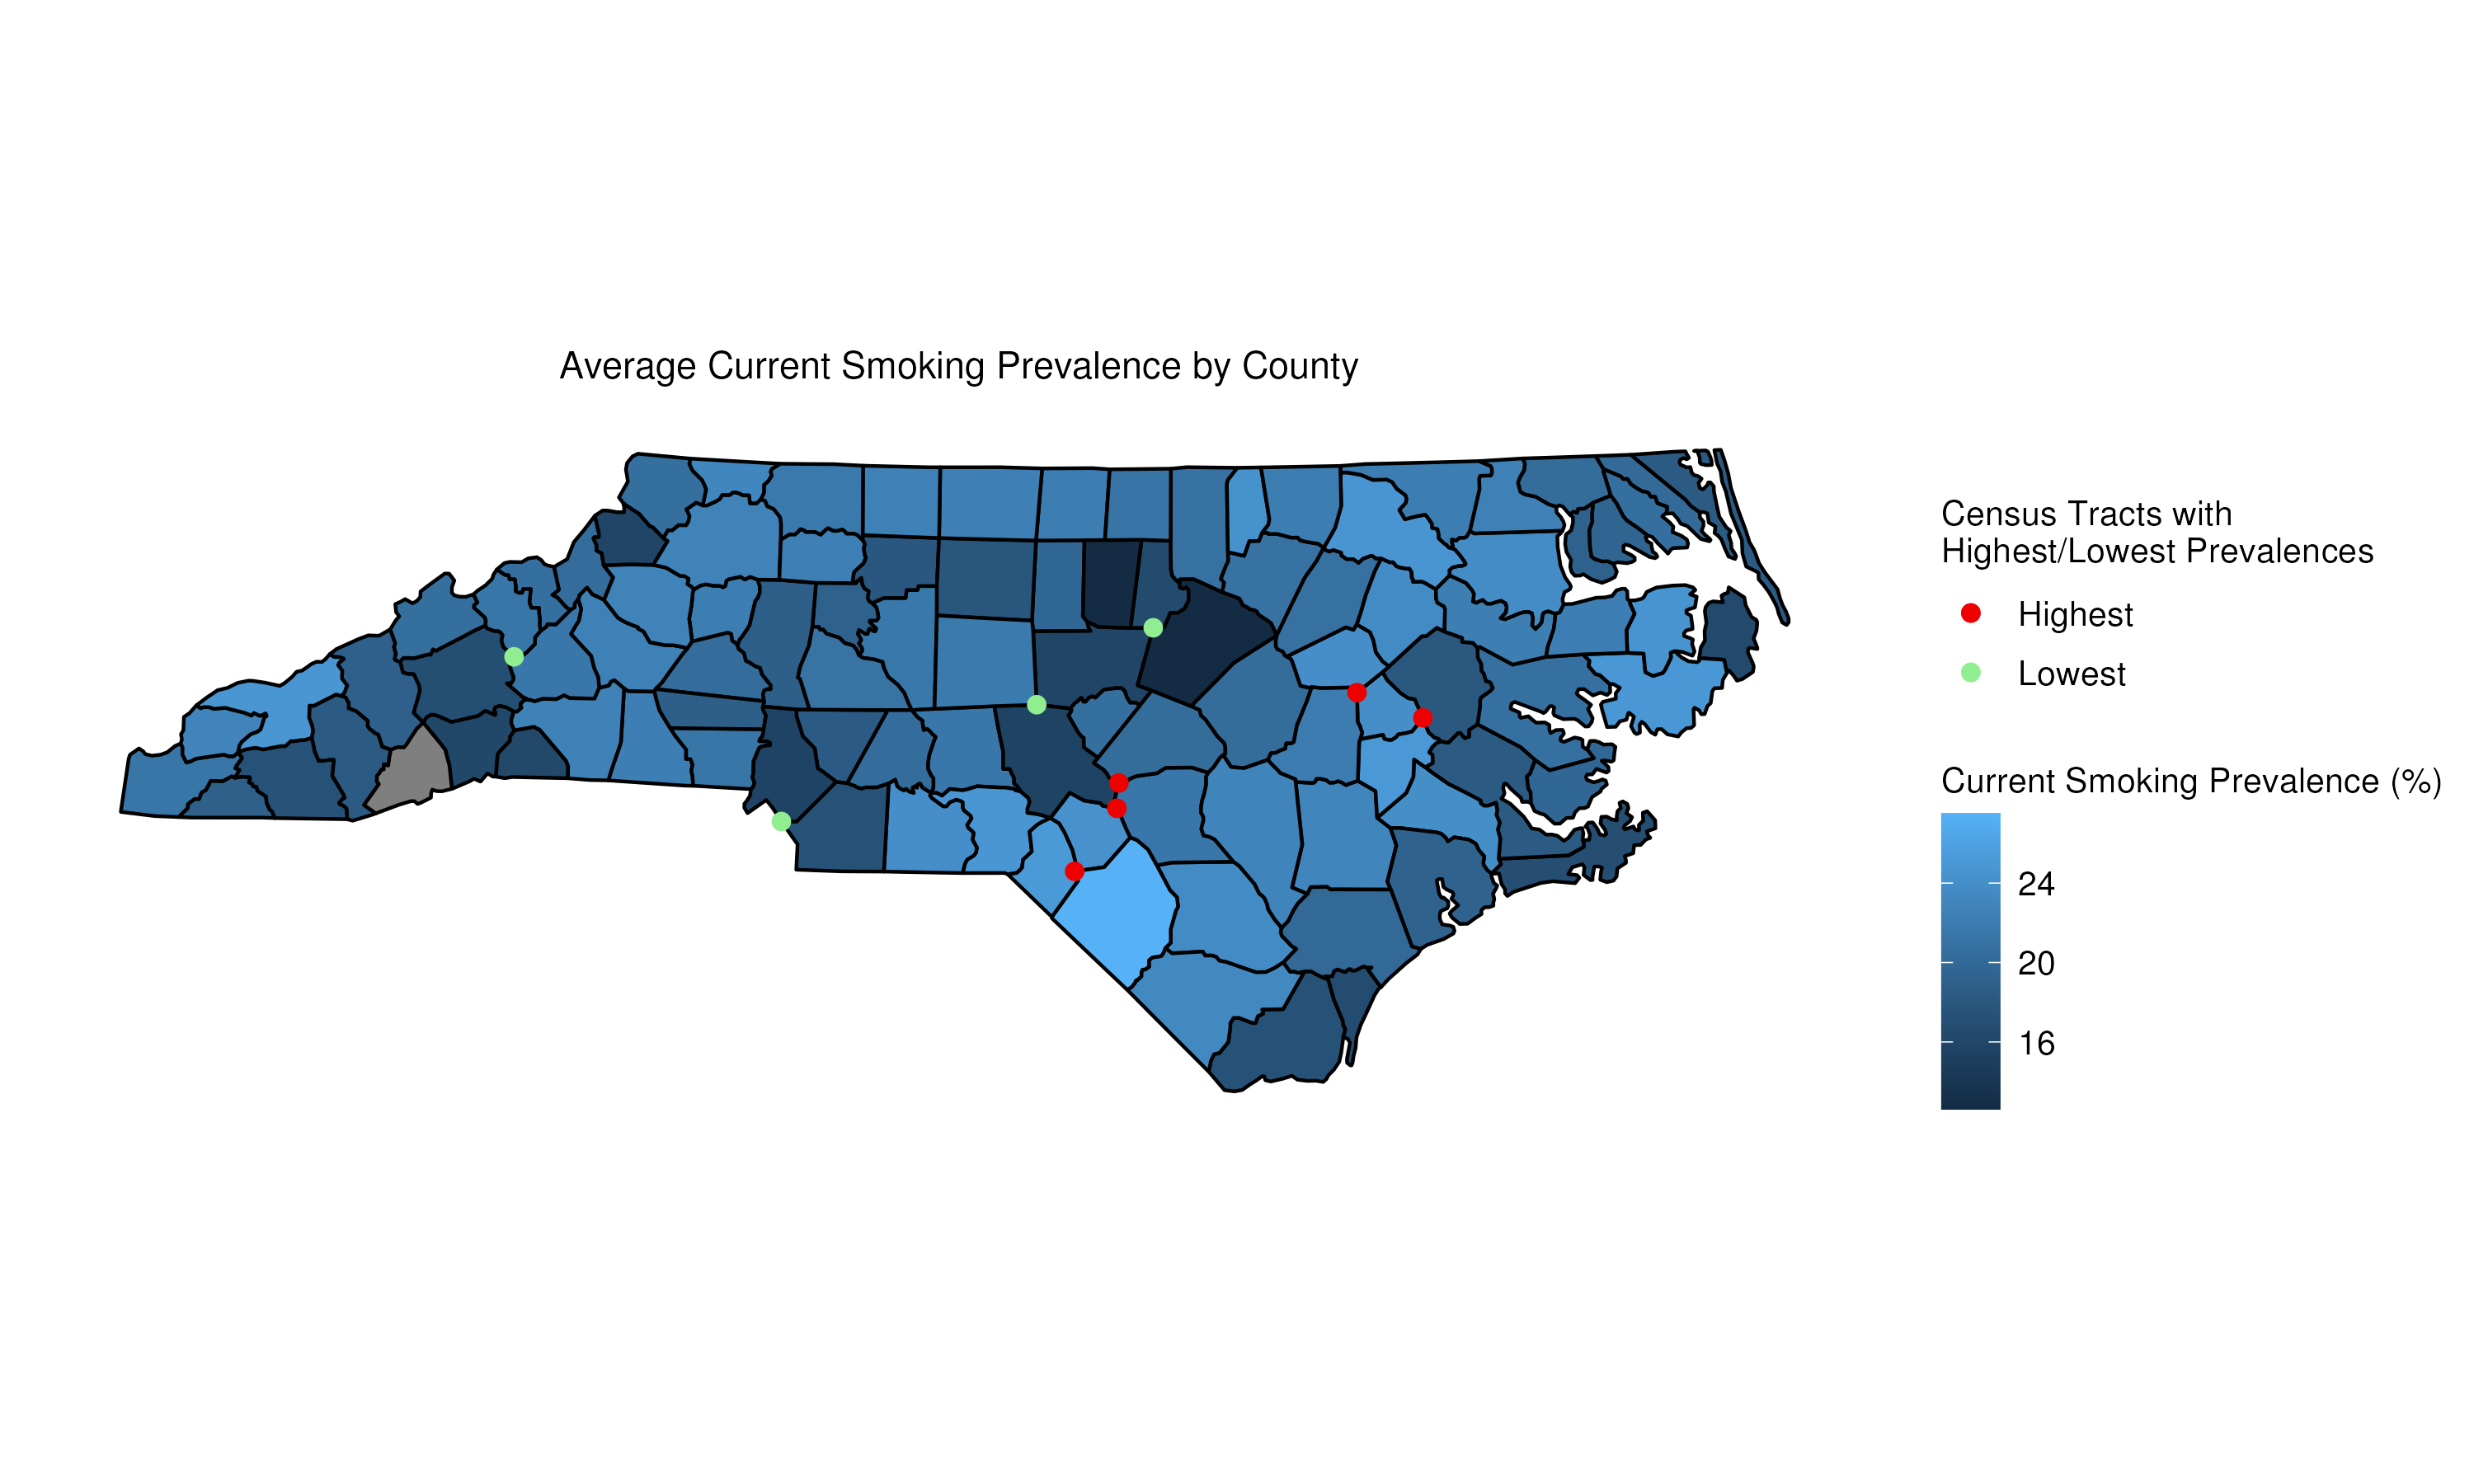 Average Current Smoking Prevalence by County
Census Tracts with
Highest/Lowest Prevalences
Highest
Lowest
Current Smoking Prevalence (%)
24
20
16